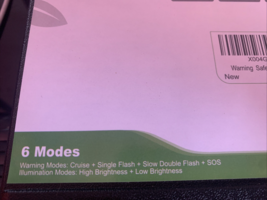 X004
Warning Safe
New
6 Modes
Warning Modes: Cruise + Single Flash + Slow Double Flash + SOS
Illumination Modes: High Brightness + Low Brightness